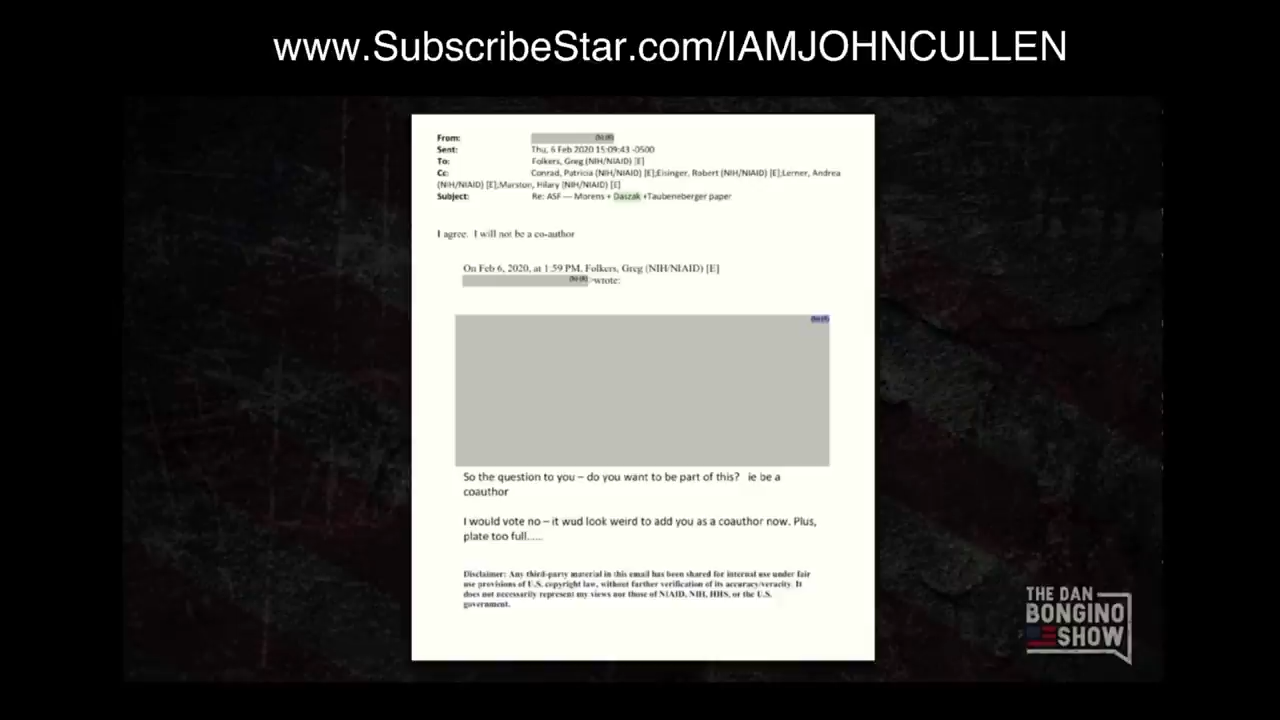 www.SubscribeStar.com/IAMJOHNCULLEN
From: (b) (6)
Sent: Thu, 6 Feb 2020 15:09:43 -0500
To: Folkers, Greg (NIH/NIAID) [E]
Cc: Conrad, Patricia (NIH/NIAID) [E];Eisinger, Robert (NIH/NIAID) [E];Lerner, Andrea
(NIH/NIAID) [E];Marston, Hilary (NIH/NIAID) [E]
Subject: Re: ASF --- Morens + Daszak +Taubeneberger paper
I agree. I will not be a co-author
On Feb 6, 2020, at 1:59 PM, Folkers, Greg (NIH/NIAID) [E]
(b) (6) >wrote:
So the question to you – do you want to be part of this? ie be a
coauthor
I would vote no – it wud look weird to add you as a coauthor now. Plus,
plate too full.....
Disclaimer: Any third-party material in this email has been shared for internal use under fair
use provisions of U.S. copyright law, without further verification of its accuracy/veracity. It
does not necessarily represent my views nor those of NIAID, NIH, HHS, or the U.S.
government.
THE DAN
BONGINO
SHOW